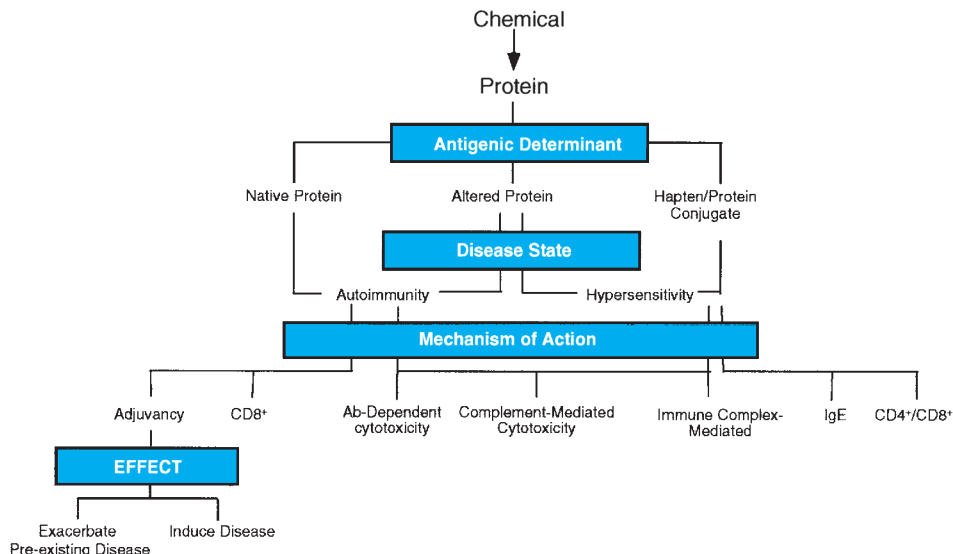 Chemical
Protein
Antigenic Determinant
Native Protein
Altered Protein
Hapten/Protein
Conjugate
Disease State
Autoimmunity
Hypersensitivity
Mechanism of Action
Adjuvancy
CD8⁺
Ab-Dependent
cytotoxicity
Complement-Mediated
Cytotoxicity
Immune Complex-
Mediated
IgE
CD4⁺/CD8⁺
EFFECT
Exacerbate
Pre-existing Disease
Induce Disease